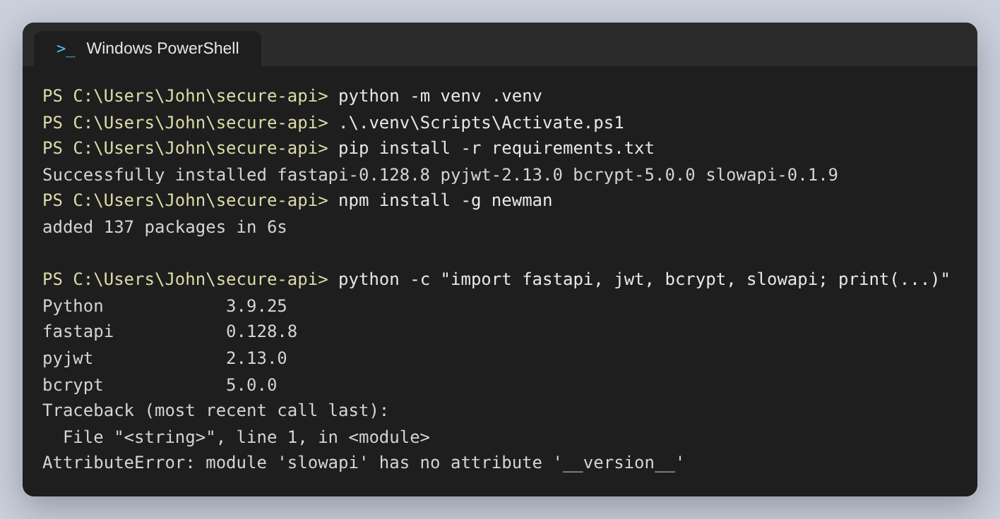 >_ Windows PowerShell
PS C:\Users\John\secure-api> python -m venv .venv
PS C:\Users\John\secure-api> .\.venv\Scripts\Activate.ps1
PS C:\Users\John\secure-api> pip install -r requirements.txt
Successfully installed fastapi-0.128.8 pyjwt-2.13.0 bcrypt-5.0.0 slowapi-0.1.9
PS C:\Users\John\secure-api> npm install -g newman
added 137 packages in 6s

PS C:\Users\John\secure-api> python -c "import fastapi, jwt, bcrypt, slowapi; print(...)"
Python            3.9.25
fastapi           0.128.8
pyjwt             2.13.0
bcrypt            5.0.0
Traceback (most recent call last):
  File "<string>", line 1, in <module>
AttributeError: module 'slowapi' has no attribute '__version__'